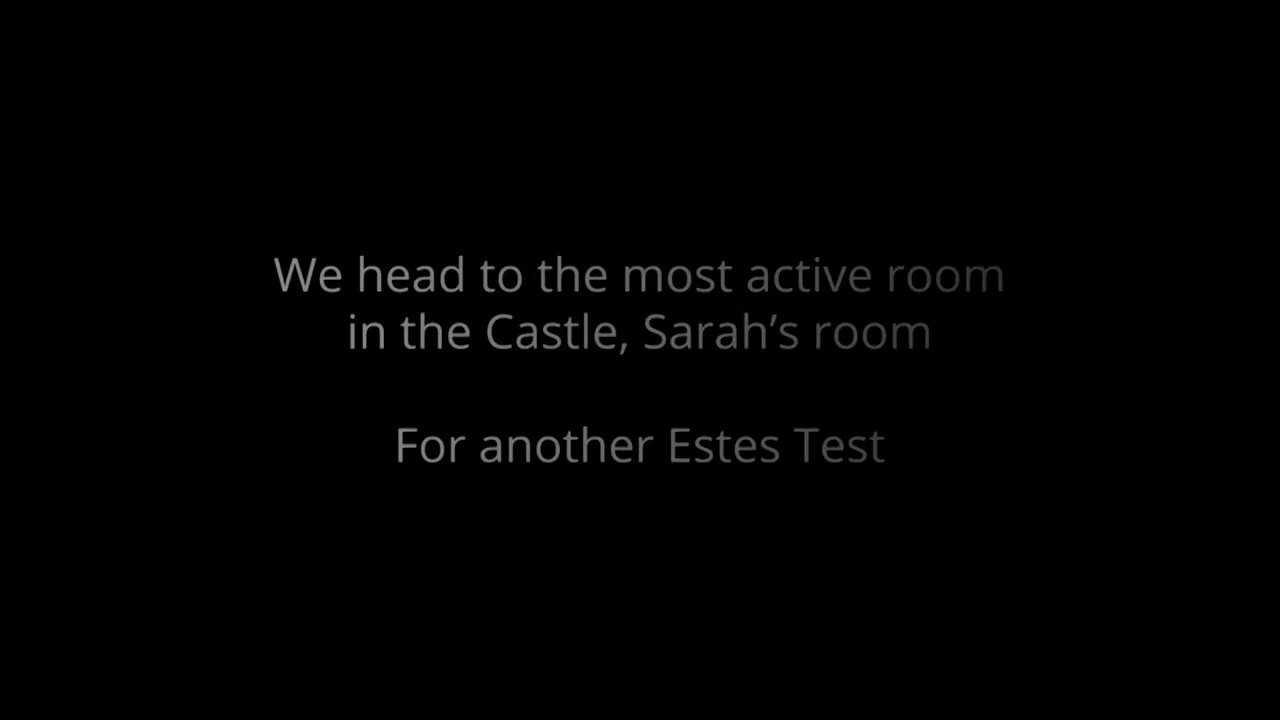 We head to the most active room
in the Castle, Sarah’s room
For another Estes Test